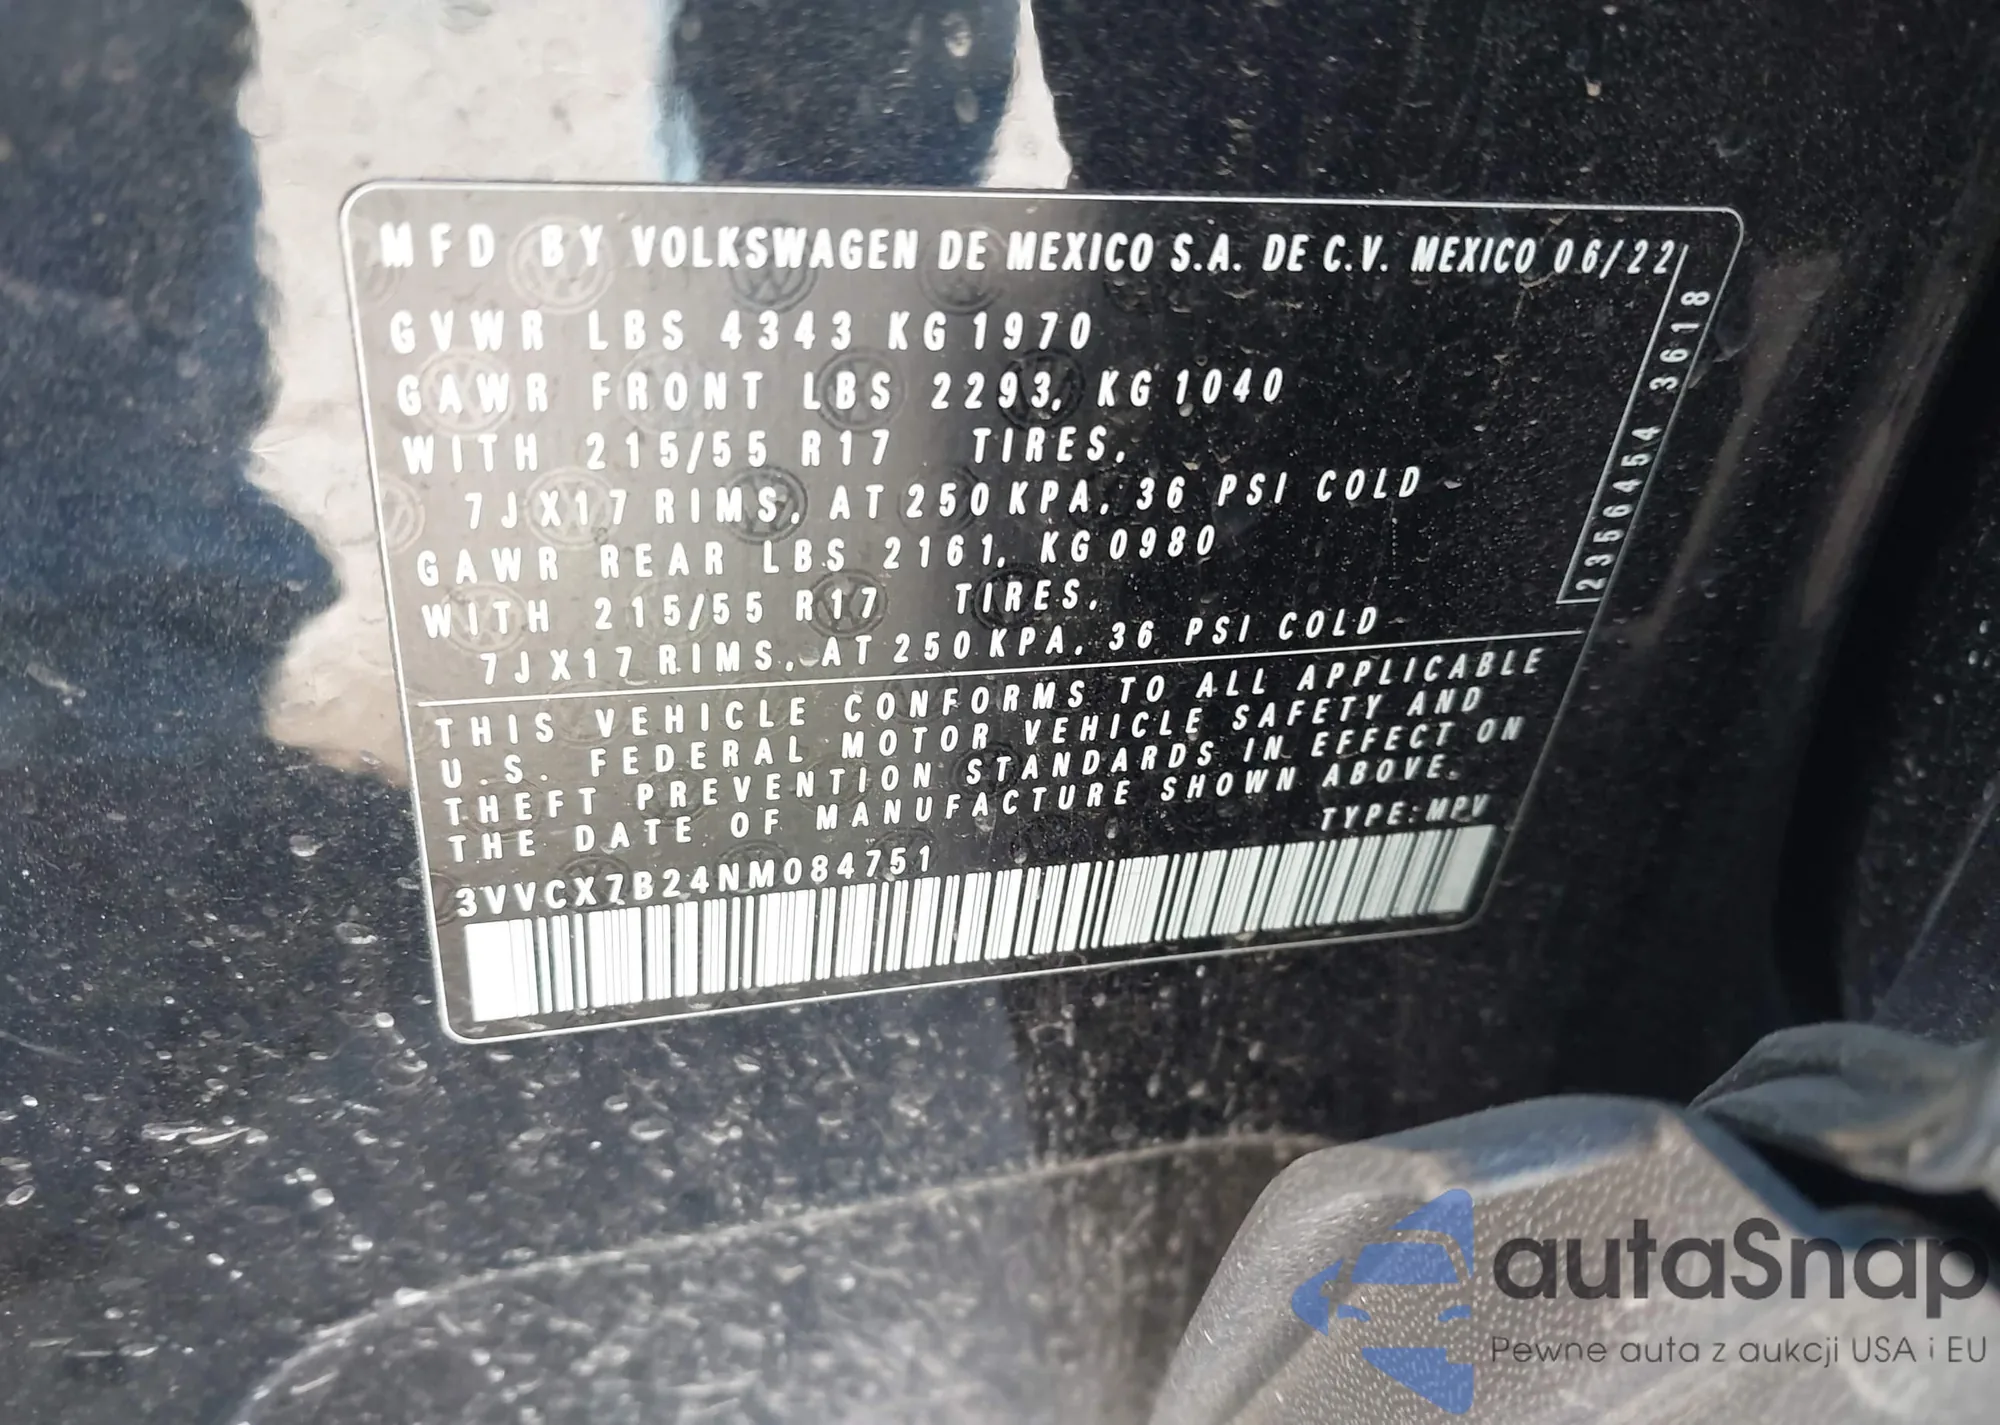 MFD BY VOLKSWAGEN DE MEXICO S.A. DE C.V. MEXICO 06/22
GVWR LBS 4343 KG 1970
GAWR FRONT LBS 2293, KG 1040
WITH 215/55 R17 TIRES,
7JX17 RIMS, AT 250 KPA, 36 PSI COLD
GAWR REAR LBS 2161, KG 0980
WITH 215/55 R17 TIRES,
7JX17 RIMS, AT 250 KPA, 36 PSI COLD
2356454 3618
THIS VEHICLE CONFORMS TO ALL APPLICABLE
U.S. FEDERAL MOTOR VEHICLE SAFETY AND
THEFT PREVENTION STANDARDS IN EFFECT ON
THE DATE OF MANUFACTURE SHOWN ABOVE.
3VVCX7B24NM084751 TYPE: MPV
autaSnap
Pewne auta z aukcji USA i EU